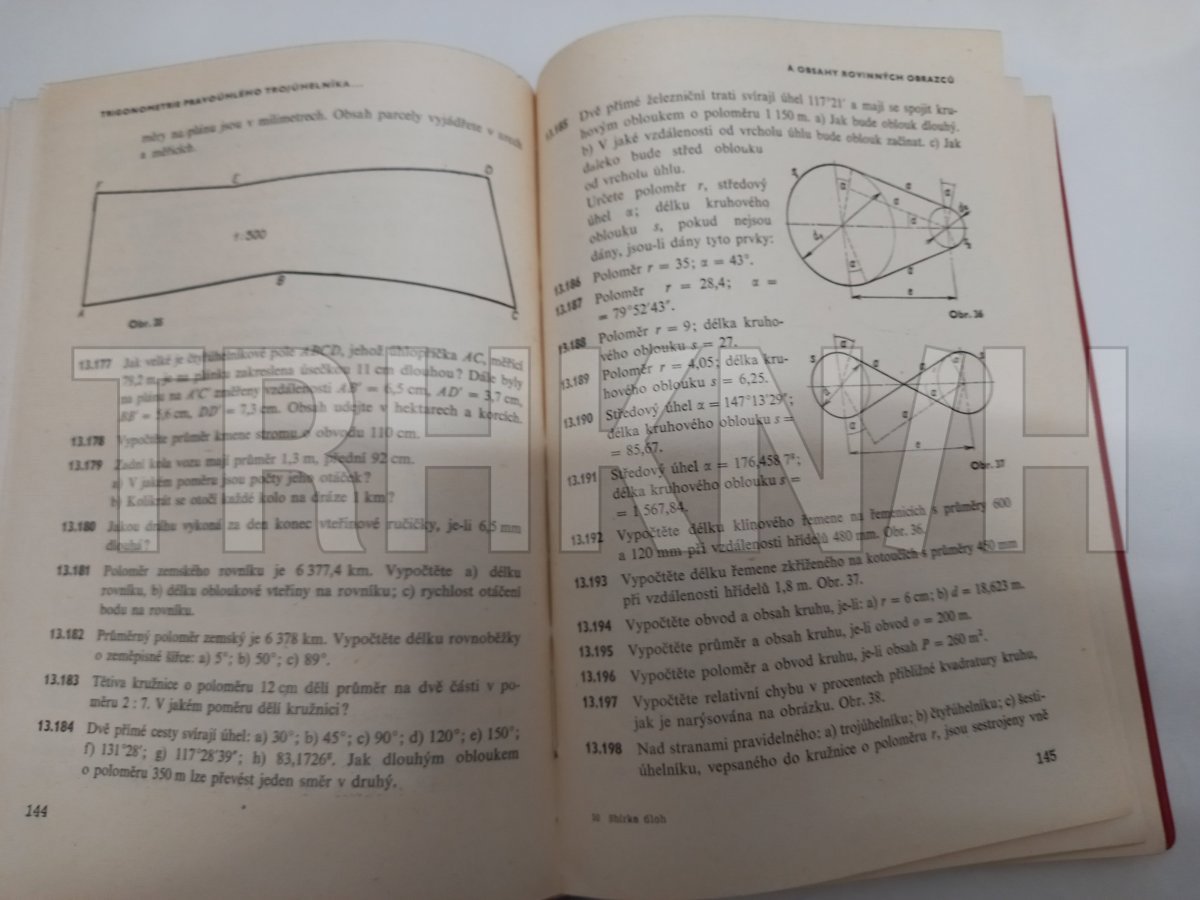 TRIGONOMETRIE PRAVOÚHLÉHO TROJÚHELNÍKA...
míry na plánu jsou v milimetrech. Obsah parcely vyjádřete v arech
a měřicích.
F
E
D
1:500
A
B
C
Obr. 35
13.177 Jak velké je čtyřúhelníkové pole ABCD, jehož úhlopříčka AC, měřící
79,2 m, je na plánku zakreslena úsečkou 11 cm dlouhou? Dále byly
na plánu na A'C' změřeny vzdálenosti AB' = 6,5 cm, AD' = 3,7 cm,
BB' = 5,6 cm, DD' = 7,3 cm. Obsah udejte v hektarech a korcích.
13.178 Vypočtěte průměr kmene stromu o obvodu 110 cm.
13.179 Zadní kola vozu mají průměr 1,3 m, přední 92 cm.
a) V jakém poměru jsou počty jeho otáček?
b) Kolikrát se otočí každé kolo na dráze 1 km?
13.180 Jakou dráhu vykoná za den konec vteřinové ručičky, je-li 6,5 mm
dlouhá?
13.181 Poloměr zemského rovníku je 6 377,4 km. Vypočtěte a) délku
rovníku, b) délku obloukové vteřiny na rovníku; c) rychlost otáčení
bodu na rovníku.
13.182 Průměrný poloměr zemský je 6 378 km. Vypočtěte délku rovnoběžky
o zeměpisné šířce: a) 5°; b) 50°; c) 89°.
13.183 Tětiva kružnice o poloměru 12 cm dělí průměr na dvě části v po-
měru 2 : 7. V jakém poměru dělí kružnici?
13.184 Dvě přímé cesty svírají úhel: a) 30°; b) 45°; c) 90°; d) 120°; e) 150°;
f) 131°28'; g) 117°28'39"; h) 83,1726g. Jak dlouhým obloukem
o poloměru 350 m lze převést jeden směr v druhý.
144
A OBSAHY ROVINNÝCH OBRAZCŮ
13.185 Dvě přímé železniční trati svírají úhel 117°21' a mají se spojit kru-
hovým obloukem o poloměru 1 150 m. a) Jak bude oblouk dlouhý.
b) V jaké vzdálenosti od vrcholu úhlu bude oblouk začínat. c) Jak
daleko bude střed oblouku
od vrcholu úhlu.
Určete poloměr r, středový
úhel α; délku kruhového
oblouku s, pokud nejsou
dány, jsou-li dány tyto prvky:
13.186 Poloměr r = 35; α = 43°.
13.187 Poloměr r = 28,4; α =
= 79°52'43".
13.188 Poloměr r = 9; délka kruho-
vého oblouku s = 27.
13.189 Poloměr r = 4,05; délka kru-
hového oblouku s = 6,25.
13.190 Středový úhel α = 147°13'29";
délka kruhového oblouku s =
= 85,67.
13.191 Středový úhel α = 176,458 7g;
délka kruhového oblouku s =
= 1 567,84.
Obr. 36
Obr. 37
13.192 Vypočtěte délku klínového řemene na řemenicích s průměry 600
a 120 mm při vzdálenosti hřídelů 480 mm. Obr. 36.
13.193 Vypočtěte délku řemene zkříženého na kotoučích s průměry 450 mm
při vzdálenosti hřídelů 1,8 m. Obr. 37.
13.194 Vypočtěte obvod a obsah kruhu, je-li: a) r = 6 cm; b) d = 18,623 m.
13.195 Vypočtěte průměr a obsah kruhu, je-li obvod o = 200 m.
13.196 Vypočtěte poloměr a obvod kruhu, je-li obsah P = 260 m².
13.197 Vypočtěte relativní chybu v procentech přibližné kvadratury kruhu,
jak je narýsována na obrázku. Obr. 38.
13.198 Nad stranami pravidelného: a) trojúhelníku; b) čtyřúhelníku; c) šesti-
úhelníku, vepsaného do kružnice o poloměru r, jsou sestrojeny vně
145
10 Sbírka úloh
TRHKNIH